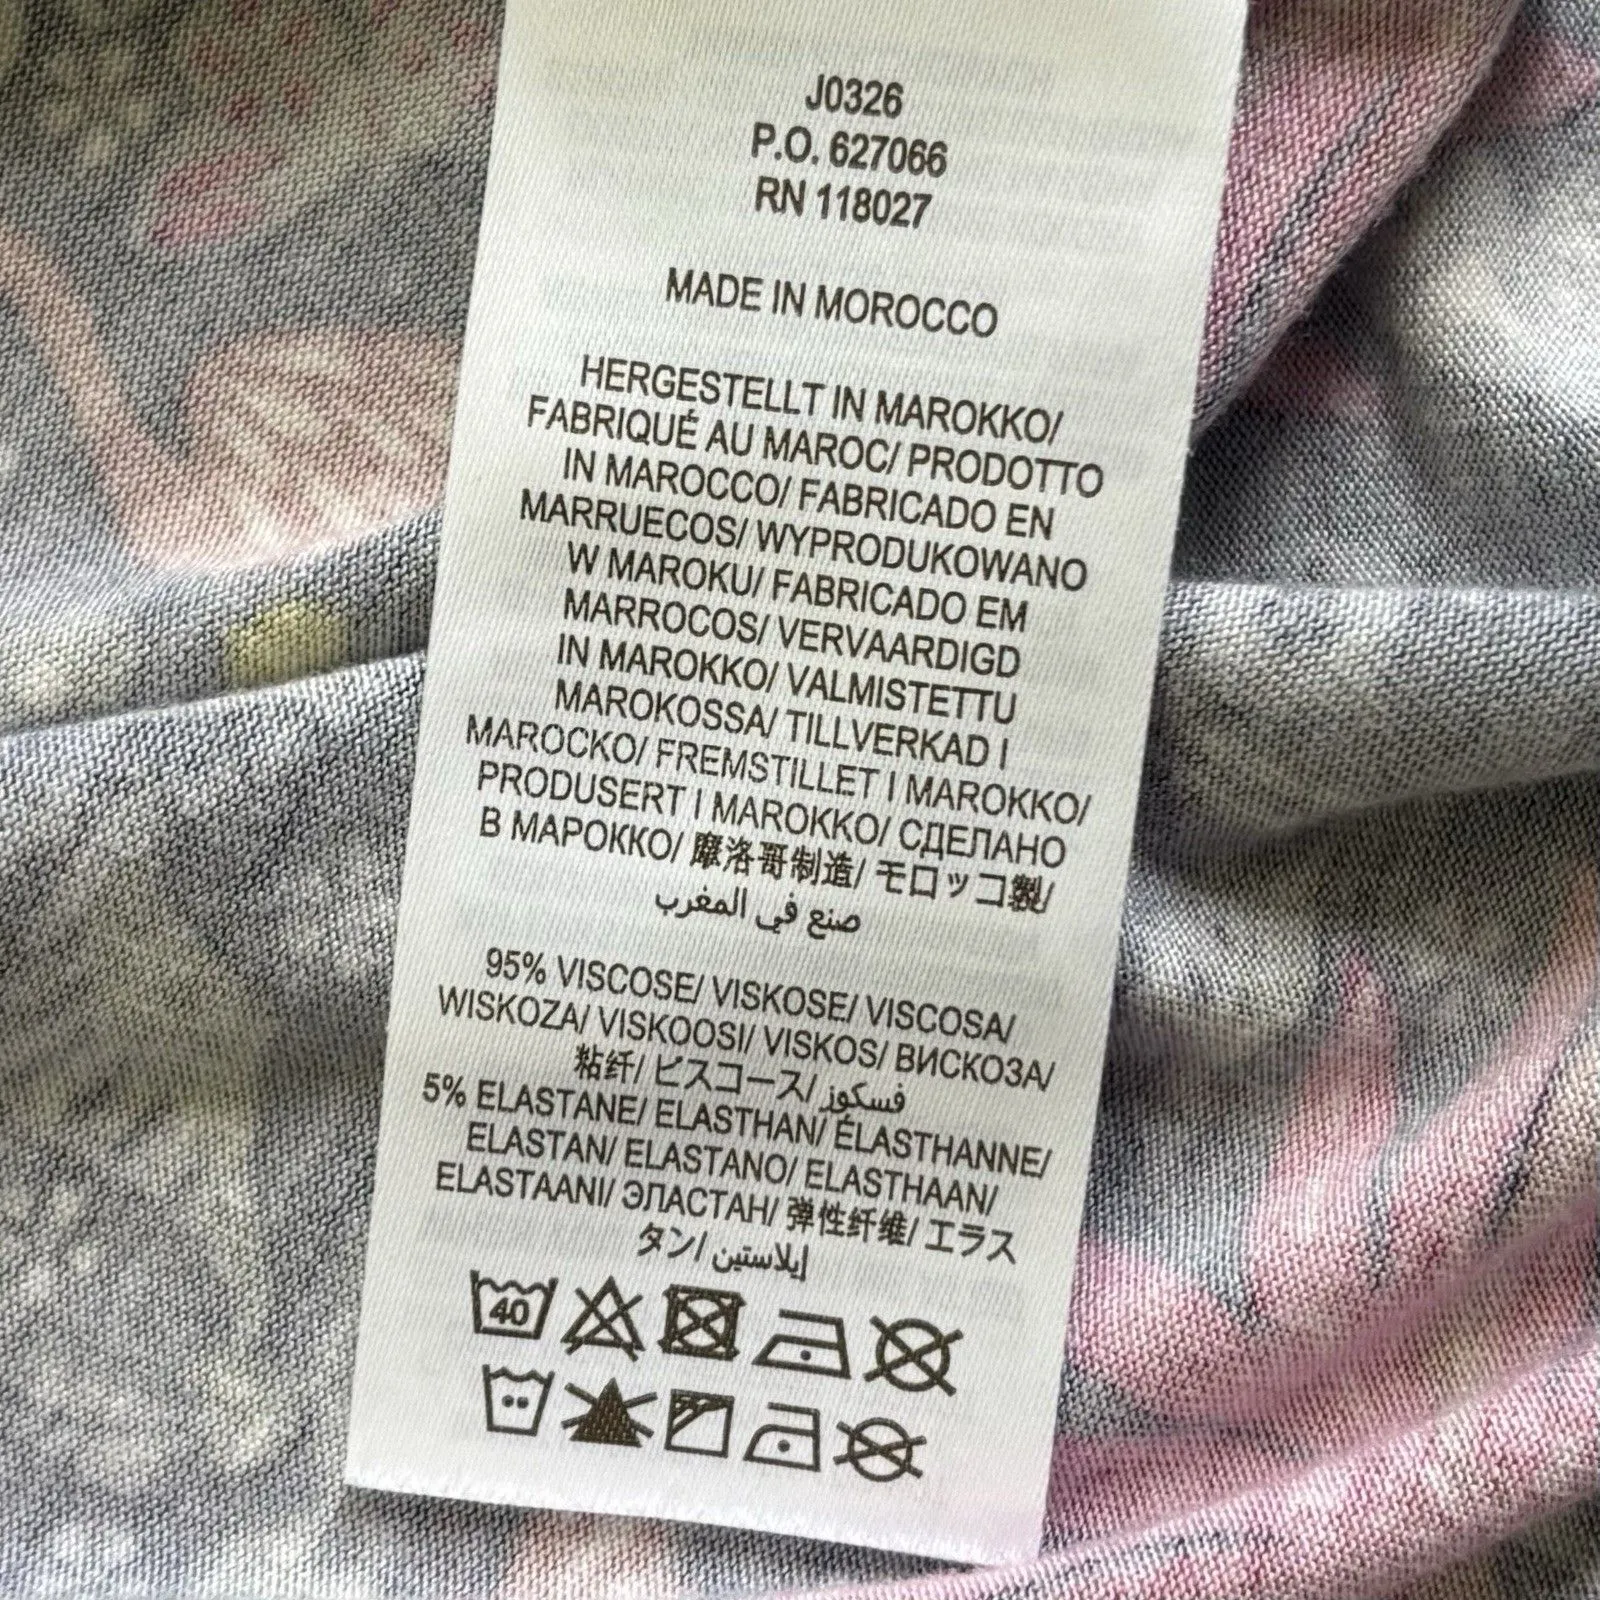 J0326
P.O. 627066
RN 118027
MADE IN MOROCCO
HERGESTELLT IN MAROKKO/
FABRIQUÉ AU MAROC/ PRODOTTO
IN MAROCCO/ FABRICADO EN
MARRUECOS/ WYPRODUKOWANO
W MAROKU/ FABRICADO EM
MARROCOS/ VERVAARDIGD
IN MAROKKO/ VALMISTETTU
MAROKOSSA/ TILLVERKAD I
MAROCKO/ FREMSTILLET I MAROKKO/
PRODUSERT I MAROKKO/ СДЕЛАНО
В МАРОККО/ 摩洛哥制造/ モロッコ製/
صنع في المغرب
95% VISCOSE/ VISKOSE/ VISCOSA/
WISKOZA/ VISKOOSI/ VISKOS/ ВИСКОЗА/
粘纤/ ビスコース/ فسكوز
5% ELASTANE/ ELASTHAN/ ÉLASTHANNE/
ELASTAN/ ELASTANO/ ELASTHAAN/
ELASTAANI/ ЭЛАСТАН/ 弹性纤维/ エラス
タン/ إيلاستين
40